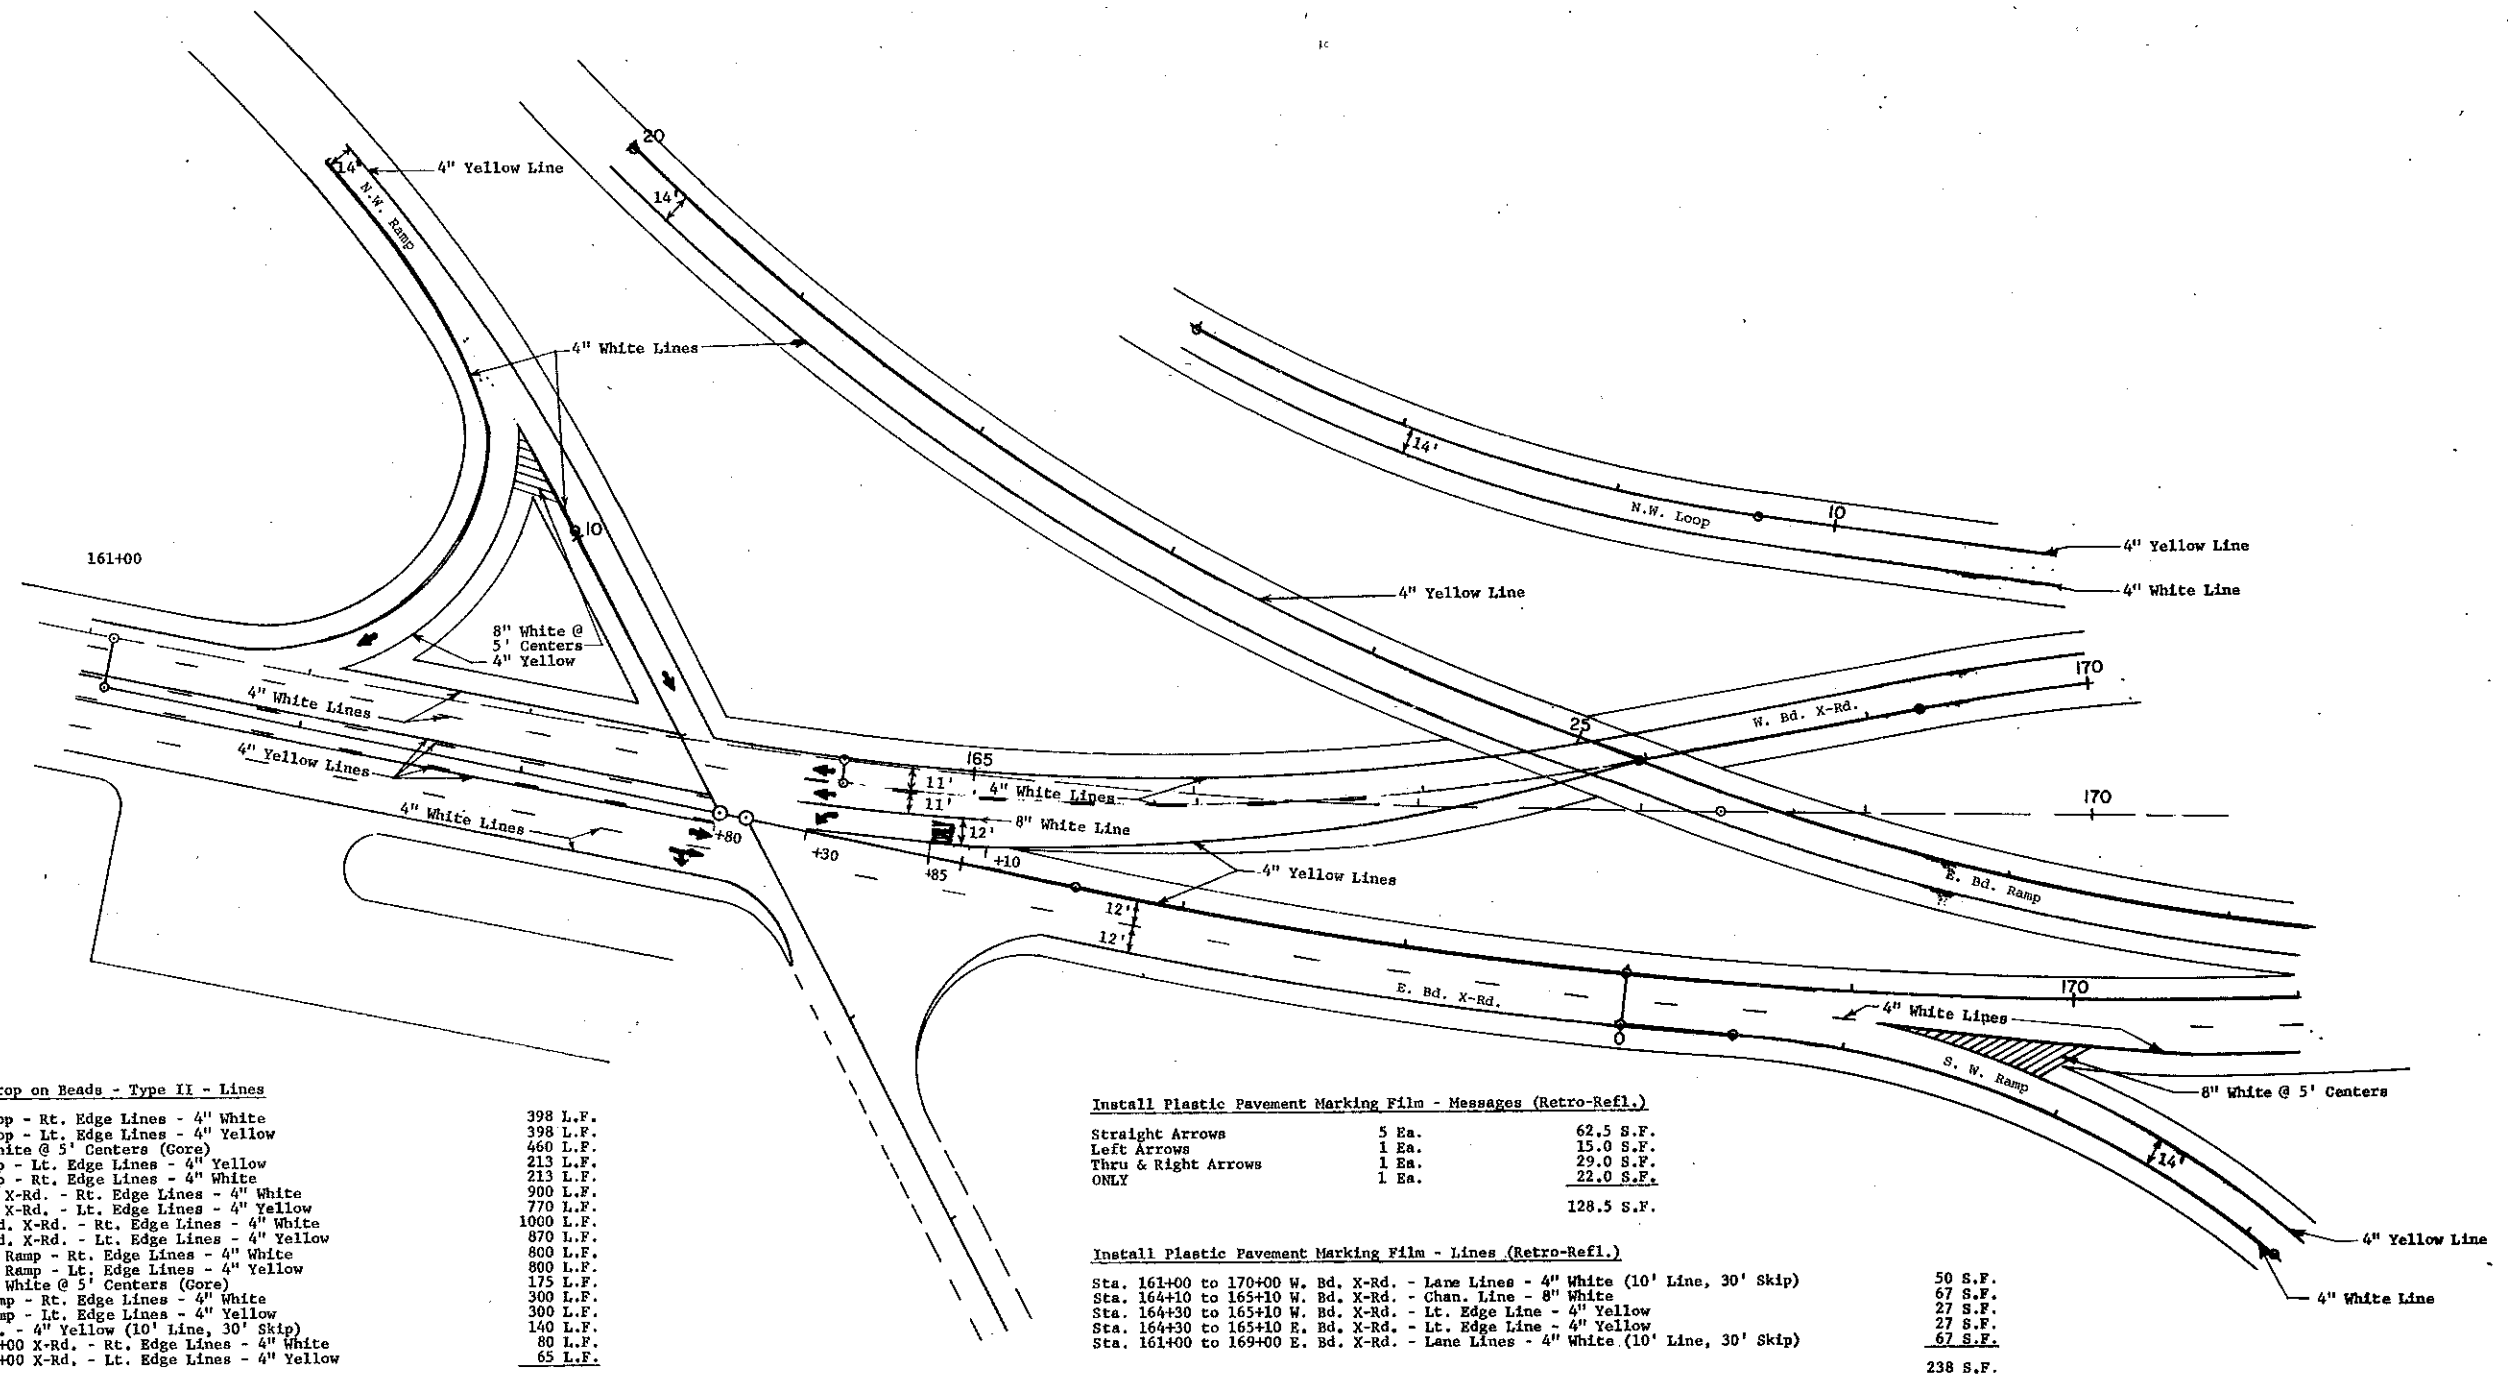 20
14'
4" Yellow Line
14'
N.W. Ramp
4" White Lines
14'
N.W. Loop
10
4" Yellow Line
4" White Line
10
161+00
4" Yellow Line
8" White @
5' Centers
4" Yellow
170
25
W. Bd. X-Rd.
4" White Lines
4" Yellow Lines
165
11'
11'
4" White Lines
8" White Line
12'
170
4" White Lines
+80
+30
+10
+85
4" Yellow Lines
E. Bd. Ramp
12'
12'
E. Bd. X-Rd.
170
4" White Lines
0
S. W. Ramp
8" White @ 5' Centers
14'
4" Yellow Line
4" White Line
rop on Beads - Type II - Lines
op - Rt. Edge Lines - 4" White 398 L.F.
op - Lt. Edge Lines - 4" Yellow 398 L.F.
hite @ 5' Centers (Gore) 460 L.F.
p - Lt. Edge Lines - 4" Yellow 213 L.F.
p - Rt. Edge Lines - 4" White 213 L.F.
X-Rd. - Rt. Edge Lines - 4" White 900 L.F.
X-Rd. - Lt. Edge Lines - 4" Yellow 770 L.F.
d. X-Rd. - Rt. Edge Lines - 4" White 1000 L.F.
d. X-Rd. - Lt. Edge Lines - 4" Yellow 870 L.F.
Ramp - Rt. Edge Lines - 4" White 800 L.F.
Ramp - Lt. Edge Lines - 4" Yellow 800 L.F.
White @ 5' Centers (Gore) 175 L.F.
mp - Rt. Edge Lines - 4" White 300 L.F.
mp - Lt. Edge Lines - 4" Yellow 300 L.F.
. - 4" Yellow (10' Line, 30' Skip) 140 L.F.
+00 X-Rd. - Rt. Edge Lines - 4" White 80 L.F.
+00 X-Rd. - Lt. Edge Lines - 4" Yellow 65 L.F.
Install Plastic Pavement Marking Film - Messages (Retro-Refl.)
Straight Arrows 5 Ea. 62.5 S.F.
Left Arrows 1 Ea. 15.0 S.F.
Thru & Right Arrows 1 Ea. 29.0 S.F.
ONLY 1 Ea. 22.0 S.F.
128.5 S.F.
Install Plastic Pavement Marking Film - Lines (Retro-Refl.)
Sta. 161+00 to 170+00 W. Bd. X-Rd. - Lane Lines - 4" White (10' Line, 30' Skip) 50 S.F.
Sta. 164+10 to 165+10 W. Bd. X-Rd. - Chan. Line - 8" White 67 S.F.
Sta. 164+30 to 165+10 W. Bd. X-Rd. - Lt. Edge Line - 4" Yellow 27 S.F.
Sta. 164+30 to 165+10 E. Bd. X-Rd. - Lt. Edge Line - 4" Yellow 27 S.F.
Sta. 161+00 to 169+00 E. Bd. X-Rd. - Lane Lines - 4" White (10' Line, 30' Skip) 67 S.F.
238 S.F.